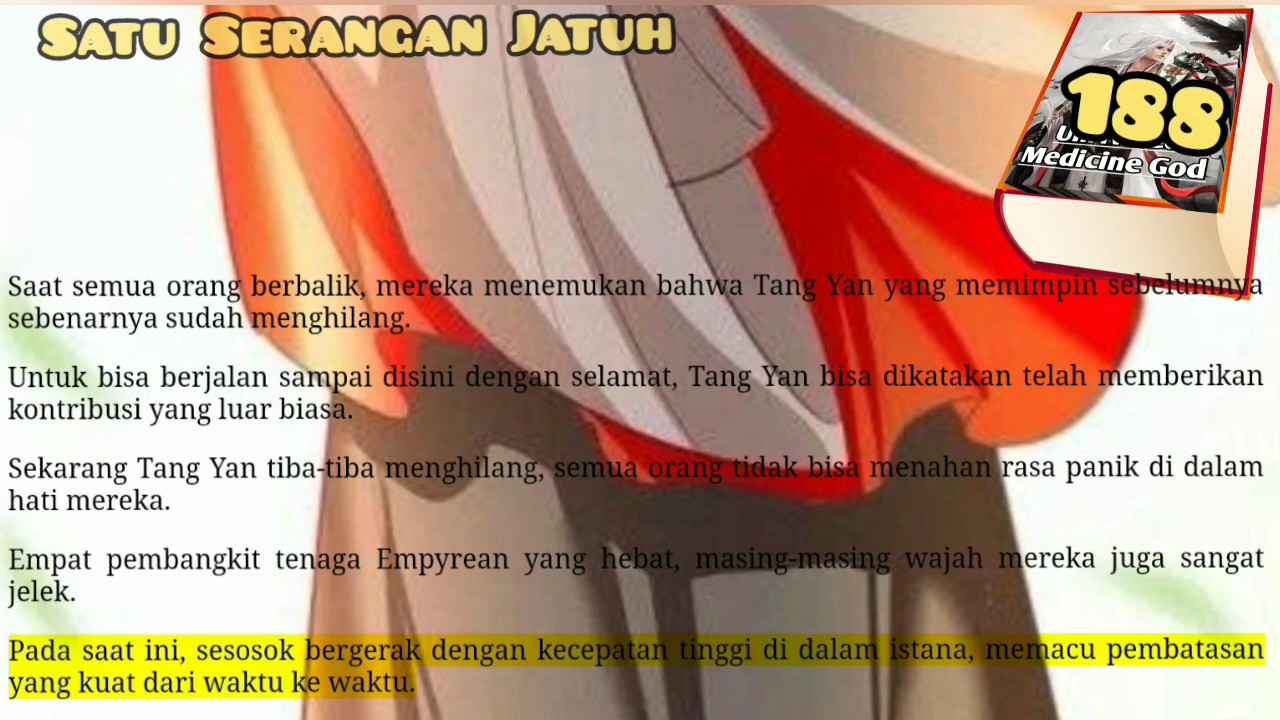 Satu Serangan Jatuh
188
Medicine God
Saat semua orang berbalik, mereka menemukan bahwa Tang Yan yang memimpin sebelumnya
sebenarnya sudah menghilang.
Untuk bisa berjalan sampai disini dengan selamat, Tang Yan bisa dikatakan telah memberikan
kontribusi yang luar biasa.
Sekarang Tang Yan tiba-tiba menghilang, semua orang tidak bisa menahan rasa panik di dalam
hati mereka.
Empat pembangkit tenaga Empyrean yang hebat, masing-masing wajah mereka juga sangat
jelek.
Pada saat ini, sesosok bergerak dengan kecepatan tinggi di dalam istana, memacu pembatasan
yang kuat dari waktu ke waktu.